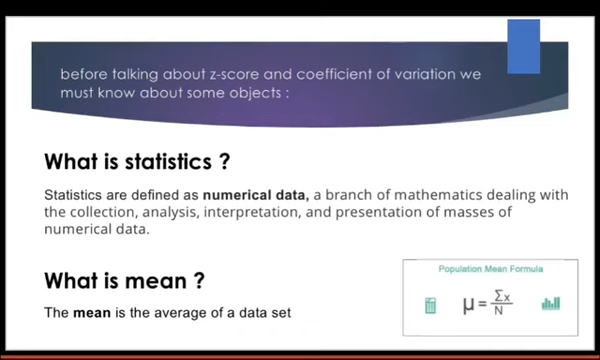 before talking about z-score and coefficient of variation we
must know about some objects :
What is statistics ?
Statistics are defined as numerical data, a branch of mathematics dealing with
the collection, analysis, interpretation, and presentation of masses of
numerical data.
What is mean ?
The mean is the average of a data set
Population Mean Formula
μ = Σx / N